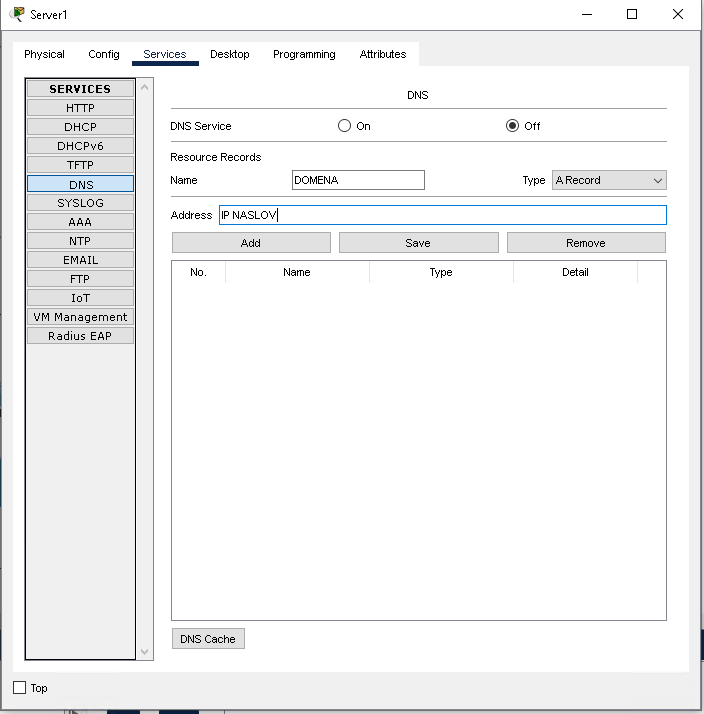 Server1
Physical Config Services Desktop Programming Attributes
SERVICES
HTTP
DHCP
DHCPv6
TFTP
DNS
SYSLOG
AAA
NTP
EMAIL
FTP
IoT
VM Management
Radius EAP
DNS
DNS Service On Off
Resource Records
Name DOMENA Type A Record
Address IP NASLOV
Add Save Remove
No. Name Type Detail
DNS Cache
Top